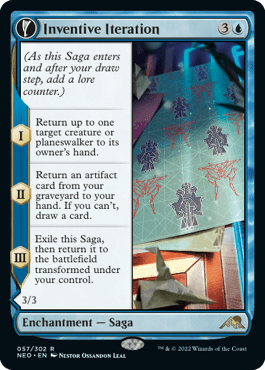 Inventive Iteration 3
(As this Saga enters
and after your draw
step, add a lore
counter.)
I
Return up to one
target creature or
planeswalker to its
owner's hand.
II
Return an artifact
card from your
graveyard to your
hand. If you can't,
draw a card.
III
Exile this Saga,
then return it to
the battlefield
transformed under
your control.
3/3
Enchantment — Saga
057/302 R
NEO • EN Nestor Ossandon Leal
™ & © 2022 Wizards of the Coast